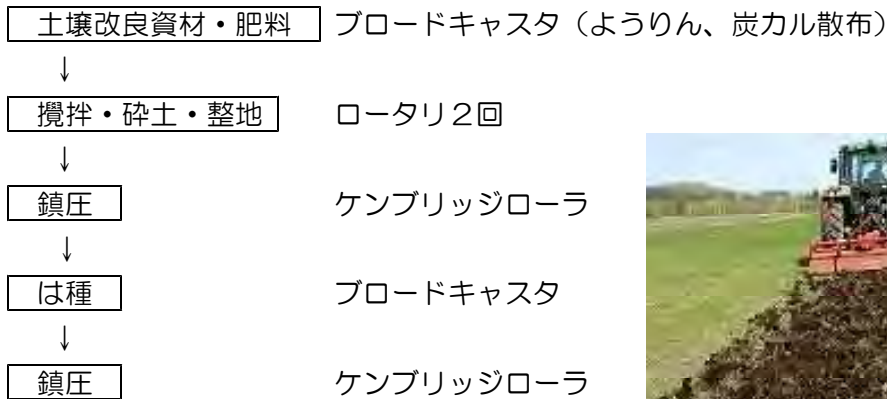 土壌改良資材・肥料 ブロードキャスタ（ようりん、炭カル散布）
↓
攪拌・砕土・整地 ロータリ２回
↓
鎮圧 ケンブリッジローラ
↓
は種 ブロードキャスタ
↓
鎮圧 ケンブリッジローラ